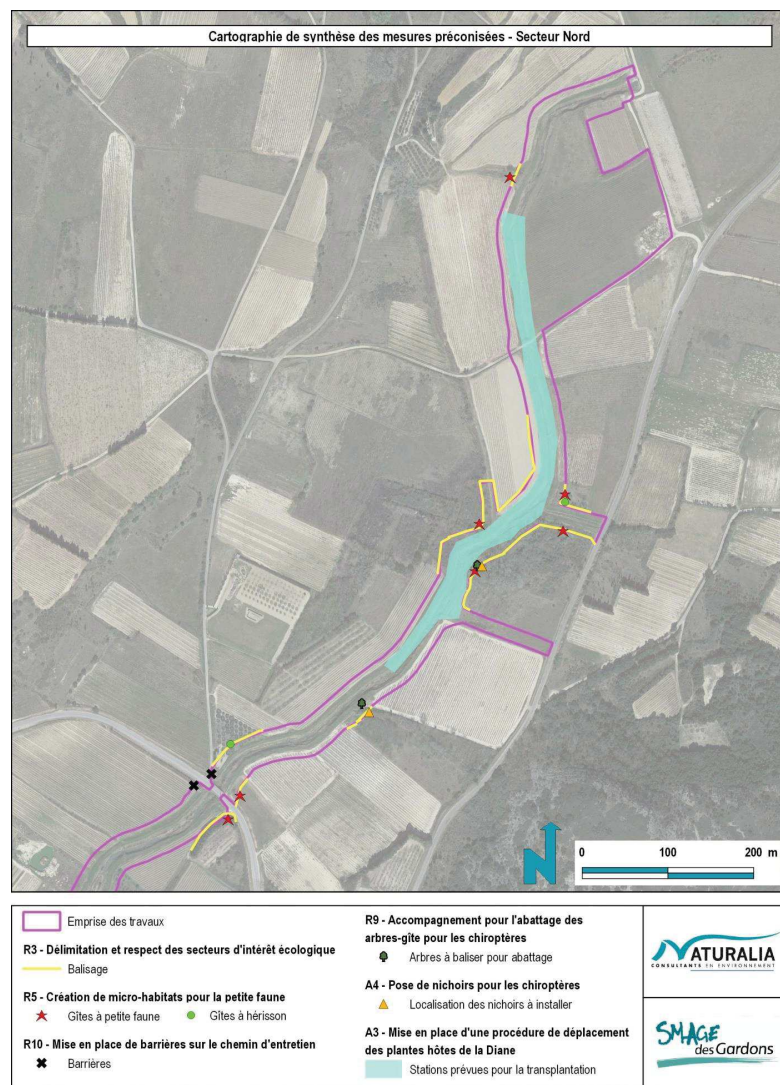 Cartographie de synthèse des mesures préconisées - Secteur Nord
N
0 100 200 m
Emprise des travaux
R3 - Délimitation et respect des secteurs d'intérêt écologique
Balisage
R5 - Création de micro-habitats pour la petite faune
Gîtes à petite faune Gîtes à hérisson
R10 - Mise en place de barrières sur le chemin d'entretien
Barrières
R9 - Accompagnement pour l'abattage des
arbres-gîte pour les chiroptères
Arbres à baliser pour abattage
A4 - Pose de nichoirs pour les chiroptères
Localisation des nichoirs à installer
A3 - Mise en place d'une procédure de déplacement
des plantes hôtes de la Diane
Stations prévues pour la transplantation
NATURALIA
CONSULTANTS EN ENVIRONNEMENT
SMAGE
des Gardons